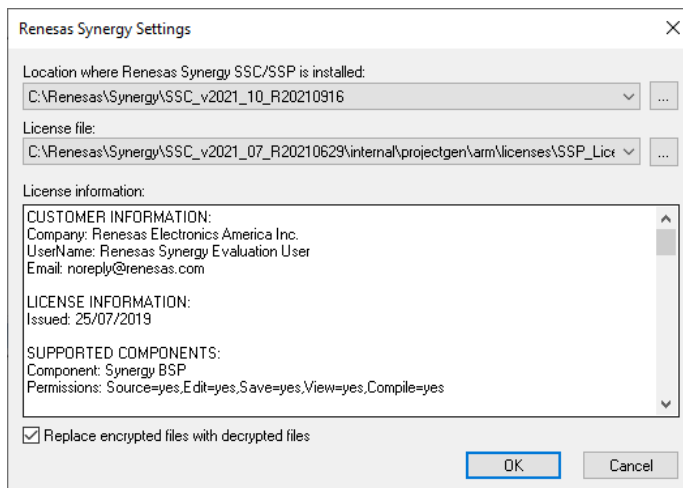 Renesas Synergy Settings
Location where Renesas Synergy SSC/SSP is installed:
C:\Renesas\Synergy\SSC_v2021_10_R20210916
...
License file:
C:\Renesas\Synergy\SSC_v2021_07_R20210629\internal\projectgen\arm\licenses\SSP_Lice
...
License information:
CUSTOMER INFORMATION:
Company: Renesas Electronics America Inc.
UserName: Renesas Synergy Evaluation User
Email: noreply@renesas.com
LICENSE INFORMATION:
Issued: 25/07/2019
SUPPORTED COMPONENTS:
Component: Synergy BSP
Permissions: Source=yes,Edit=yes,Save=yes,View=yes,Compile=yes
Replace encrypted files with decrypted files
OK
Cancel